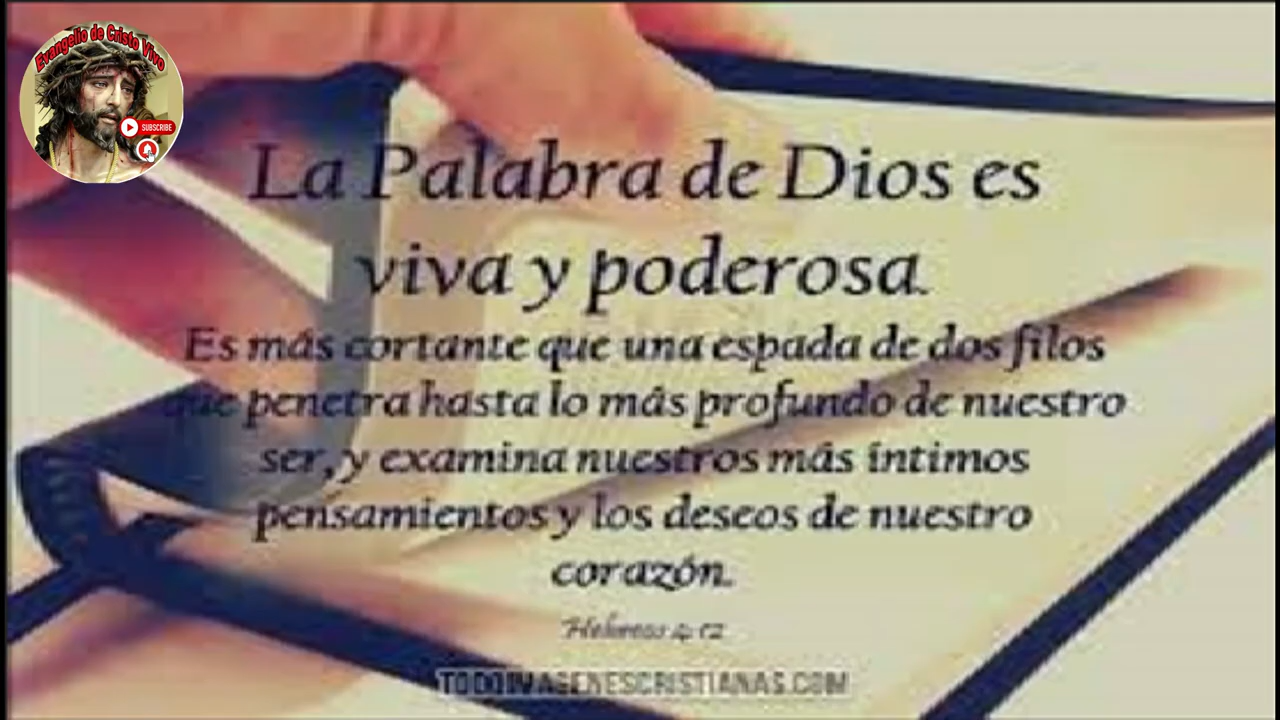 Evangelio de Cristo Vivo
SUBSCRIBE
La Palabra de Dios es
viva y poderosa.
Es más cortante que una espada de dos filos
que penetra hasta lo más profundo de nuestro
ser, y examina nuestros más íntimos
pensamientos y los deseos de nuestro
corazón.
Hebreos 4:12
TODOIMAGENESCRISTIANAS.COM